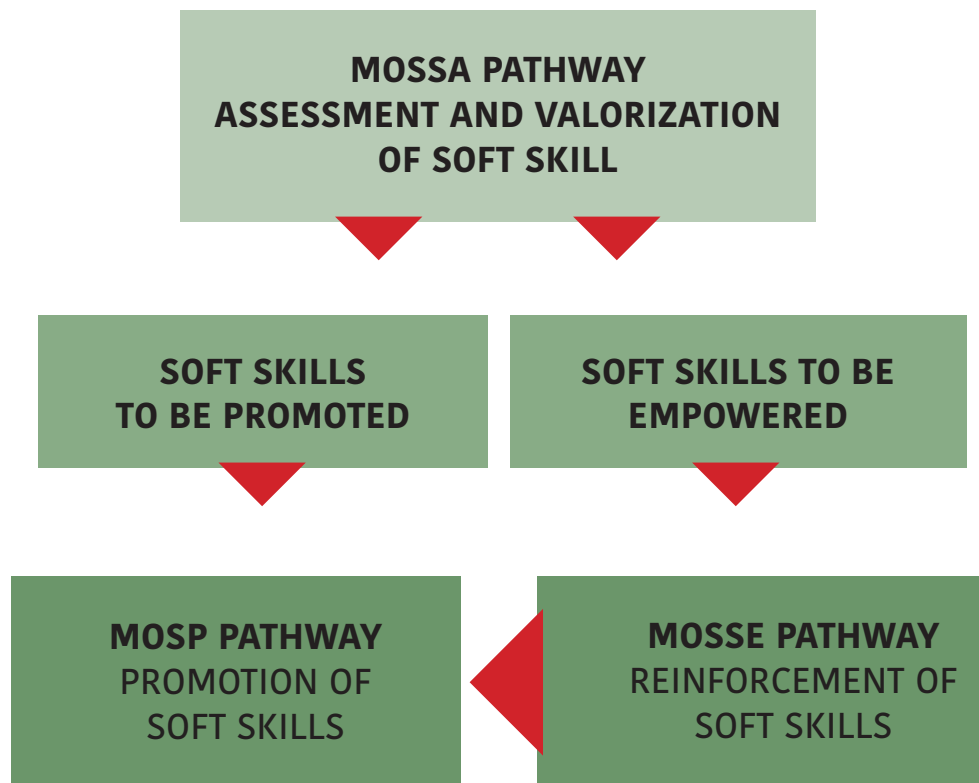 MOSSA PATHWAY
ASSESSMENT AND VALORIZATION
OF SOFT SKILL
SOFT SKILLS
TO BE PROMOTED
SOFT SKILLS TO BE
EMPOWERED
MOSP PATHWAY
PROMOTION OF
SOFT SKILLS
MOSSE PATHWAY
REINFORCEMENT OF
SOFT SKILLS